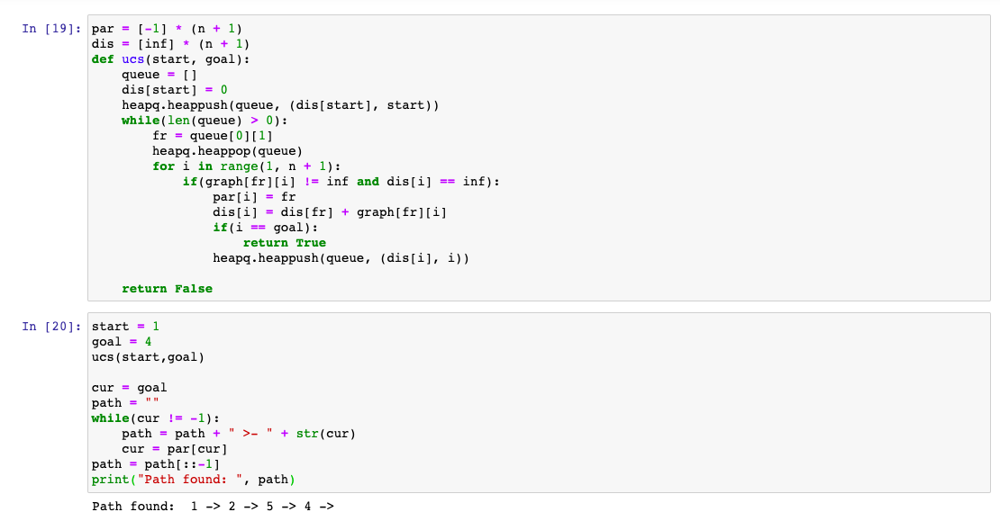 In [19]: par = [-1] * (n + 1)
dis = [inf] * (n + 1)
def ucs(start, goal):
    queue = []
    dis[start] = 0
    heapq.heappush(queue, (dis[start], start))
    while(len(queue) > 0):
        fr = queue[0][1]
        heapq.heappop(queue)
        for i in range(1, n + 1):
            if(graph[fr][i] != inf and dis[i] == inf):
                par[i] = fr
                dis[i] = dis[fr] + graph[fr][i]
                if(i == goal):
                    return True
                heapq.heappush(queue, (dis[i], i))

    return False
In [20]: start = 1
goal = 4
ucs(start,goal)

cur = goal
path = ""
while(cur != -1):
    path = path + " >- " + str(cur)
    cur = par[cur]
path = path[::-1]
print("Path found: ", path)
Path found:  1 -> 2 -> 5 -> 4 ->